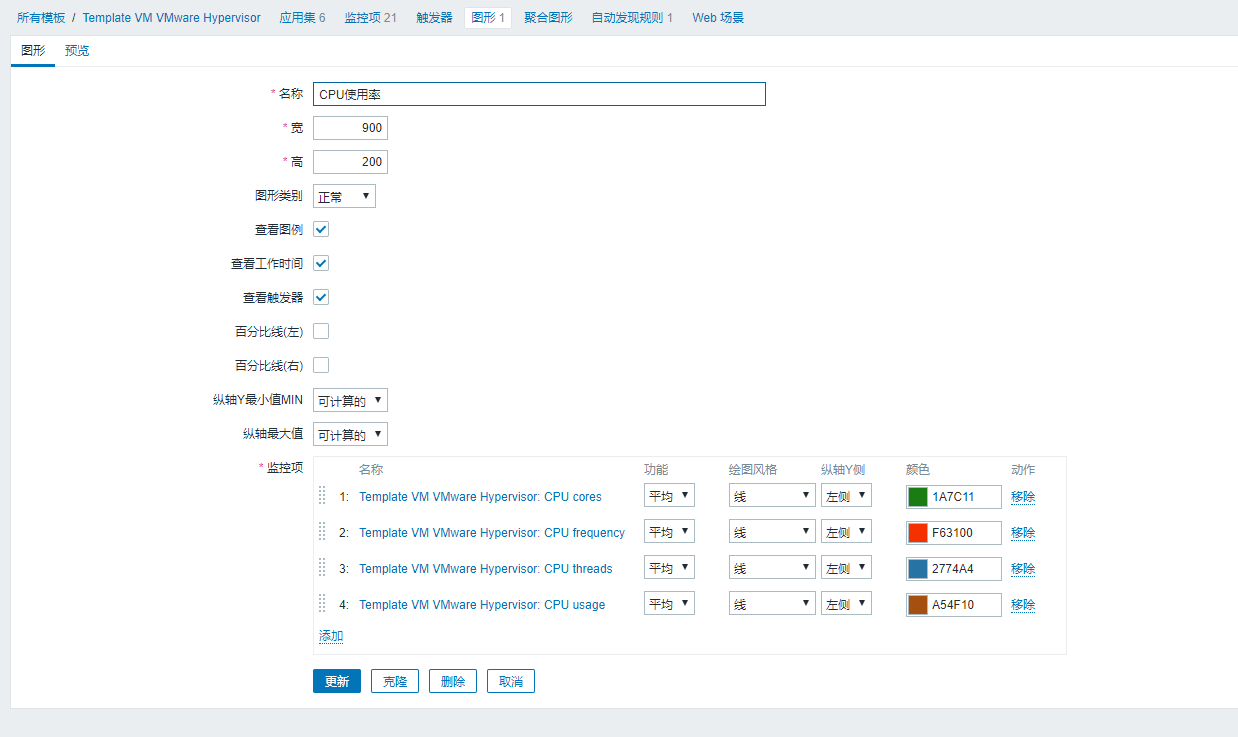 所有模板 / Template VM VMware Hypervisor 应用集 6 监控项 21 触发器 图形 1 聚合图形 自动发现规则 1 Web 场景
图形 预览
* 名称 CPU使用率
* 宽 900
* 高 200
图形类别 正常
查看图例
查看工作时间
查看触发器
百分比线(左)
百分比线(右)
纵轴Y最小值MIN 可计算的
纵轴最大值 可计算的
* 监控项 名称 功能 绘图风格 纵轴Y侧 颜色 动作
1: Template VM VMware Hypervisor: CPU cores 平均 线 左侧 1A7C11 移除
2: Template VM VMware Hypervisor: CPU frequency 平均 线 左侧 F63100 移除
3: Template VM VMware Hypervisor: CPU threads 平均 线 左侧 2774A4 移除
4: Template VM VMware Hypervisor: CPU usage 平均 线 左侧 A54F10 移除
添加
更新 克隆 删除 取消